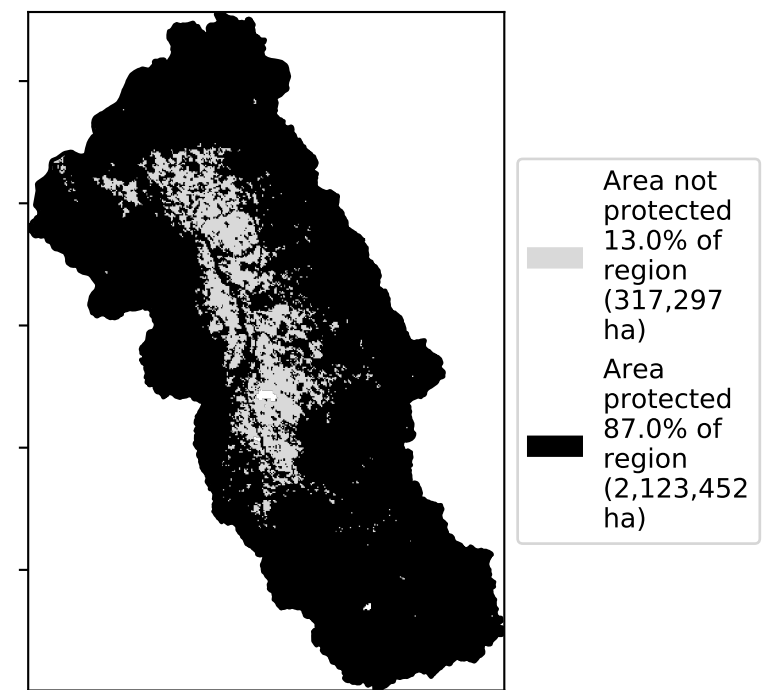 Area not
protected
13.0% of
region
(317,297
ha)
Area
protected
87.0% of
region
(2,123,452
ha)